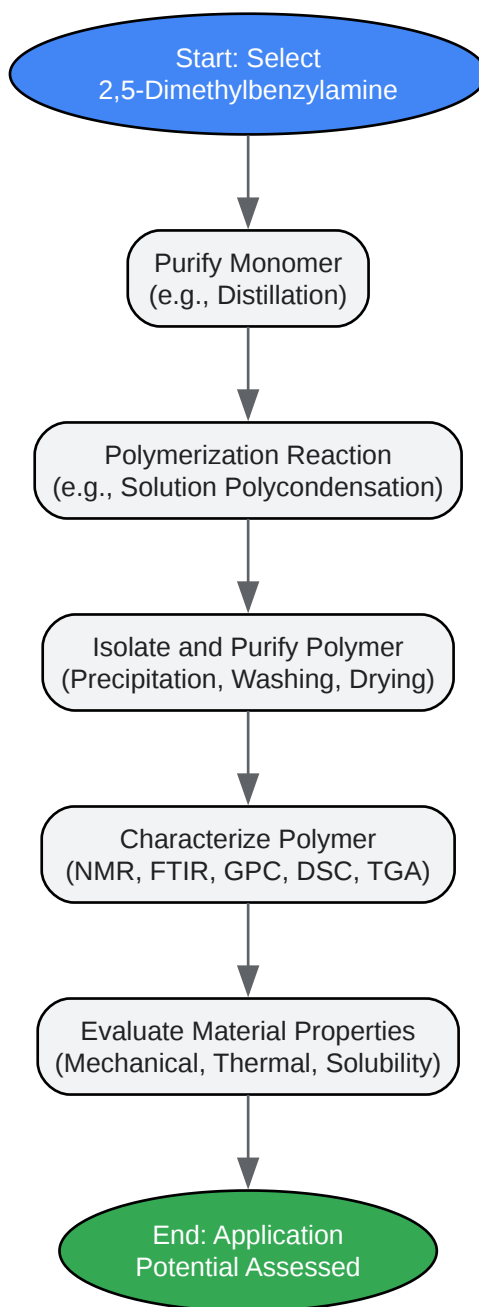 Start: Select
2,5-Dimethylbenzylamine
Purify Monomer
(e.g., Distillation)
Polymerization Reaction
(e.g., Solution Polycondensation)
Isolate and Purify Polymer
(Precipitation, Washing, Drying)
Characterize Polymer
(NMR, FTIR, GPC, DSC, TGA)
Evaluate Material Properties
(Mechanical, Thermal, Solubility)
End: Application
Potential Assessed